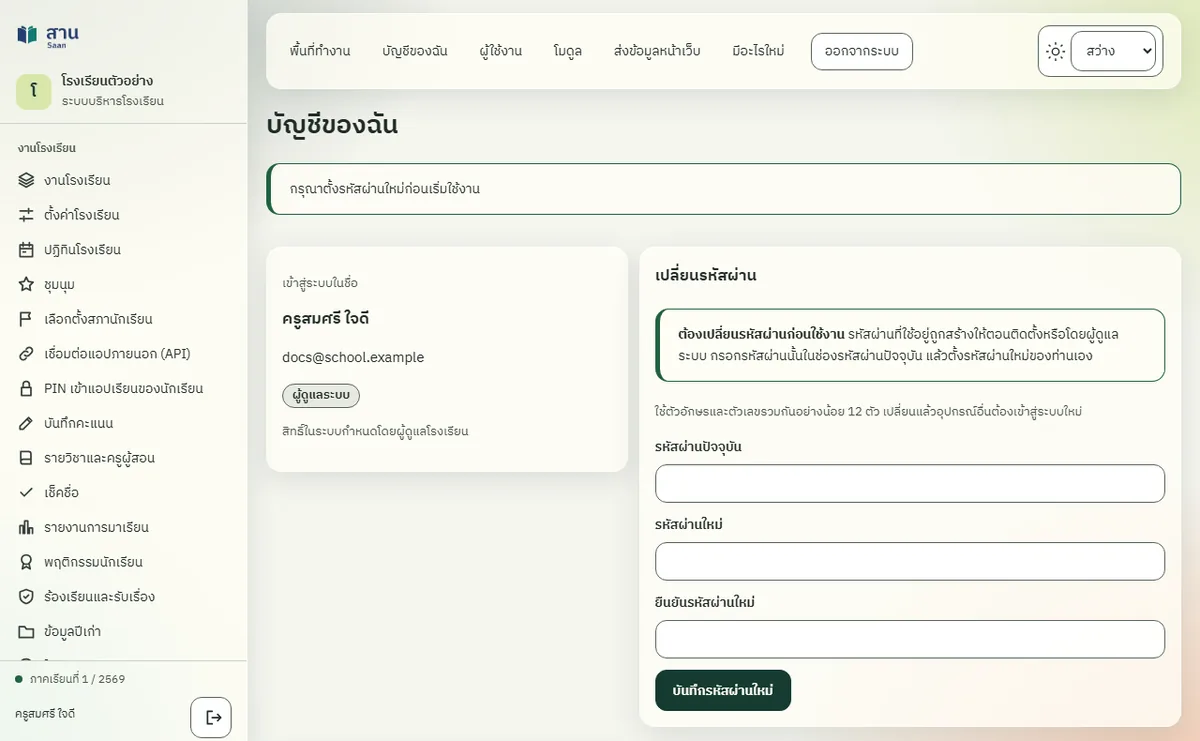 สาน
Saan
โ
โรงเรียนตัวอย่าง
ระบบบริหารโรงเรียน
งานโรงเรียน
งานโรงเรียน
ตั้งค่าโรงเรียน
ปฏิทินโรงเรียน
ชุมนุม
เลือกตั้งสภานักเรียน
เชื่อมต่อแอปภายนอก (API)
PIN เข้าแอปเรียนของนักเรียน
บันทึกคะแนน
รายวิชาและครูผู้สอน
เช็คชื่อ
รายงานการมาเรียน
พฤติกรรมนักเรียน
ร้องเรียนและรับเรื่อง
ข้อมูลปีเก่า
ภาคเรียนที่ 1 / 2569
ครูสมศรี ใจดี
พื้นที่ทำงาน
บัญชีของฉัน
ผู้ใช้งาน
โมดูล
ส่งข้อมูลหน้าเว็บ
มีอะไรใหม่
ออกจากระบบ
สว่าง
บัญชีของฉัน
กรุณาตั้งรหัสผ่านใหม่ก่อนเริ่มใช้งาน
เข้าสู่ระบบในชื่อ
ครูสมศรี ใจดี
docs@school.example
ผู้ดูแลระบบ
สิทธิ์ในระบบกำหนดโดยผู้ดูแลโรงเรียน
เปลี่ยนรหัสผ่าน
ต้องเปลี่ยนรหัสผ่านก่อนใช้งาน รหัสผ่านที่ใช้อยู่ถูกสร้างให้ตอนติดตั้งหรือโดยผู้ดูแล
ระบบ กรอกรหัสผ่านนั้นในช่องรหัสผ่านปัจจุบัน แล้วตั้งรหัสผ่านใหม่ของท่านเอง
ใช้ตัวอักษรและตัวเลขรวมกันอย่างน้อย 12 ตัว เปลี่ยนแล้วอุปกรณ์อื่นต้องเข้าสู่ระบบใหม่
รหัสผ่านปัจจุบัน
รหัสผ่านใหม่
ยืนยันรหัสผ่านใหม่
บันทึกรหัสผ่านใหม่